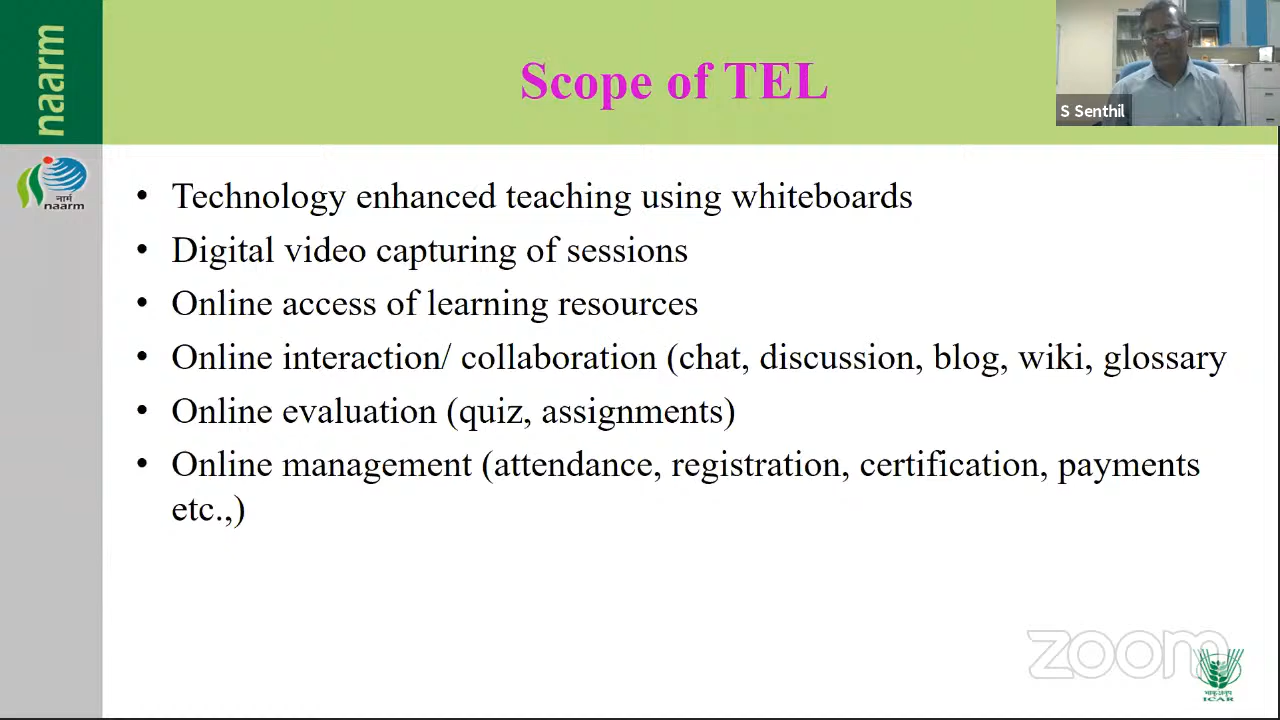 naarm
Scope of TEL
S Senthil
नार्म
naarm
• Technology enhanced teaching using whiteboards
• Digital video capturing of sessions
• Online access of learning resources
• Online interaction/ collaboration (chat, discussion, blog, wiki, glossary
• Online evaluation (quiz, assignments)
• Online management (attendance, registration, certification, payments
etc.,)
zoom
भाकृअनुप
ICAR